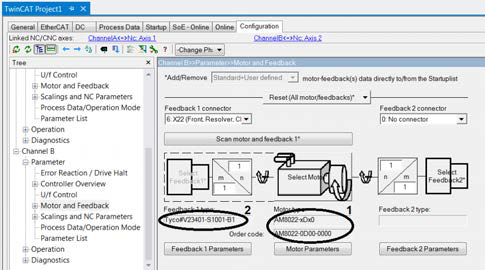 TwinCAT Project1
General EtherCAT DC Process Data Startup SoE - Online Online Configuration
Linked NC/CNC axes: ChannelA<->Nc: Axis 1 ChannelB<->Nc: Axis 2
-Change Ph
Tree
Channel B>>Parameter>>Motor and Feedback
U/f Control
Motor and Feedback
Scalings and NC Parameters
Process Data/Operation Mode
Parameter List
Operation
Diagnostics
Channel B
Parameter
Error Reaction / Drive Halt
Controller Overview
U/f Control
Motor and Feedback
Scalings and NC Parameters
Process Data/Operation Mode
Parameter List
Operation
Diagnostics
*Add/Remove Standard+User defined motor-feedback(s) data directly to/from the Startuplist
Reset (All motor/feedbacks)*
Feedback 1 connector
Feedback 2 connector
6: X22 (Front, Resolver, Cl
0: No connector
Scan motor and feedback 1*
Select Feedback1*
1
m n
1
Select Mot
1
m n
1
Select Feedback2*
Feedback 1 type: 2
Motor type: 1
Feedback 2 type:
AM8022-xDx0
Order code: AM8022-0D00-0000
Feedback 1 Parameters
Motor Parameters
Feedback 2 Parameters